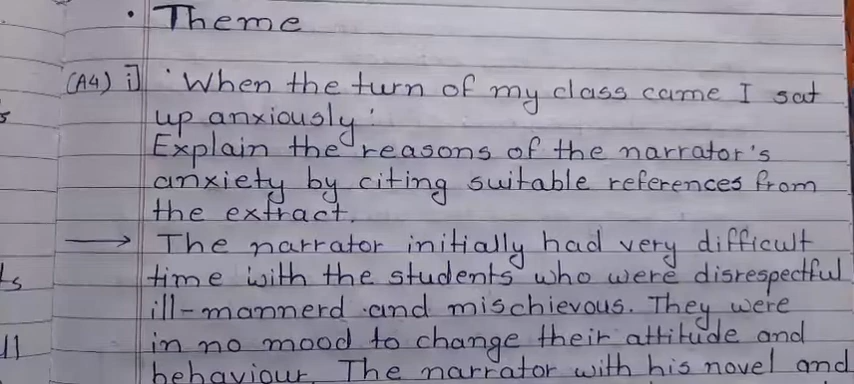 • Theme
(A4) i] 'When the turn of my class came I sat
up anxiously'.
Explain the reasons of the narrator's
anxiety by citing suitable references from
the extract.
→ The narrator initially had very difficult
time with the students who were disrespectful
ill-mannerd and mischievous. They were
in no mood to change their attitude and
behaviour. The narrator with his novel and